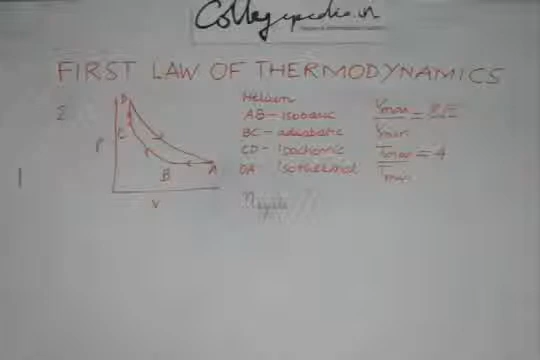 Collegepedia.in
FIRST LAW OF THERMODYNAMICS
2
Helium
AB - isobaric
BC - adiabatic
CD - isochoric
DA - isothermal
D
C
B
A
P
V
Vmax
Vmin
Tmax = 4
Tmin